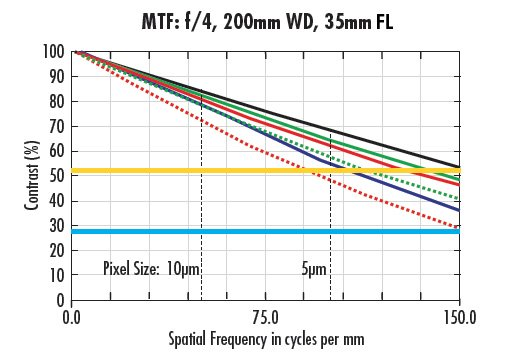 MTF: f/4, 200mm WD, 35mm FL
100
90
80
70
60
50
40
30
20
10
0
Contrast (%)
Pixel Size: 10µm
5µm
0.0
75.0
150.0
Spatial Frequency in cycles per mm